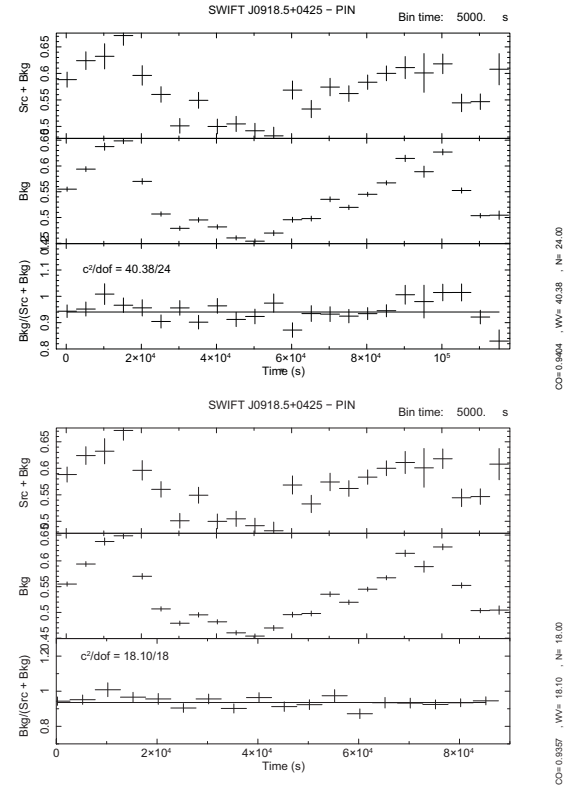 SWIFT J0918.5+0425 − PIN
Bin time: 5000. s
Src + Bkg
0.5 0.55 0.6 0.65
Bkg
0.45 0.5 0.55 0.6
Bkg/(Src + Bkg)
0.8 0.9 1 1.1
c²/dof = 40.38/24
0 2×10⁴ 4×10⁴ 6×10⁴ 8×10⁴ 10⁵
Time (s)
CO= 0.9404 , WV= 40.38 , N= 24.00
SWIFT J0918.5+0425 − PIN
Bin time: 5000. s
Src + Bkg
0.5 0.55 0.6 0.65
Bkg
0.45 0.5 0.55 0.6 0.65
Bkg/(Src + Bkg)
0.8 1 1.20
c²/dof = 18.10/18
0 2×10⁴ 4×10⁴ 6×10⁴ 8×10⁴
Time (s)
CO= 0.9357 , WV= 18.10 , N= 18.00